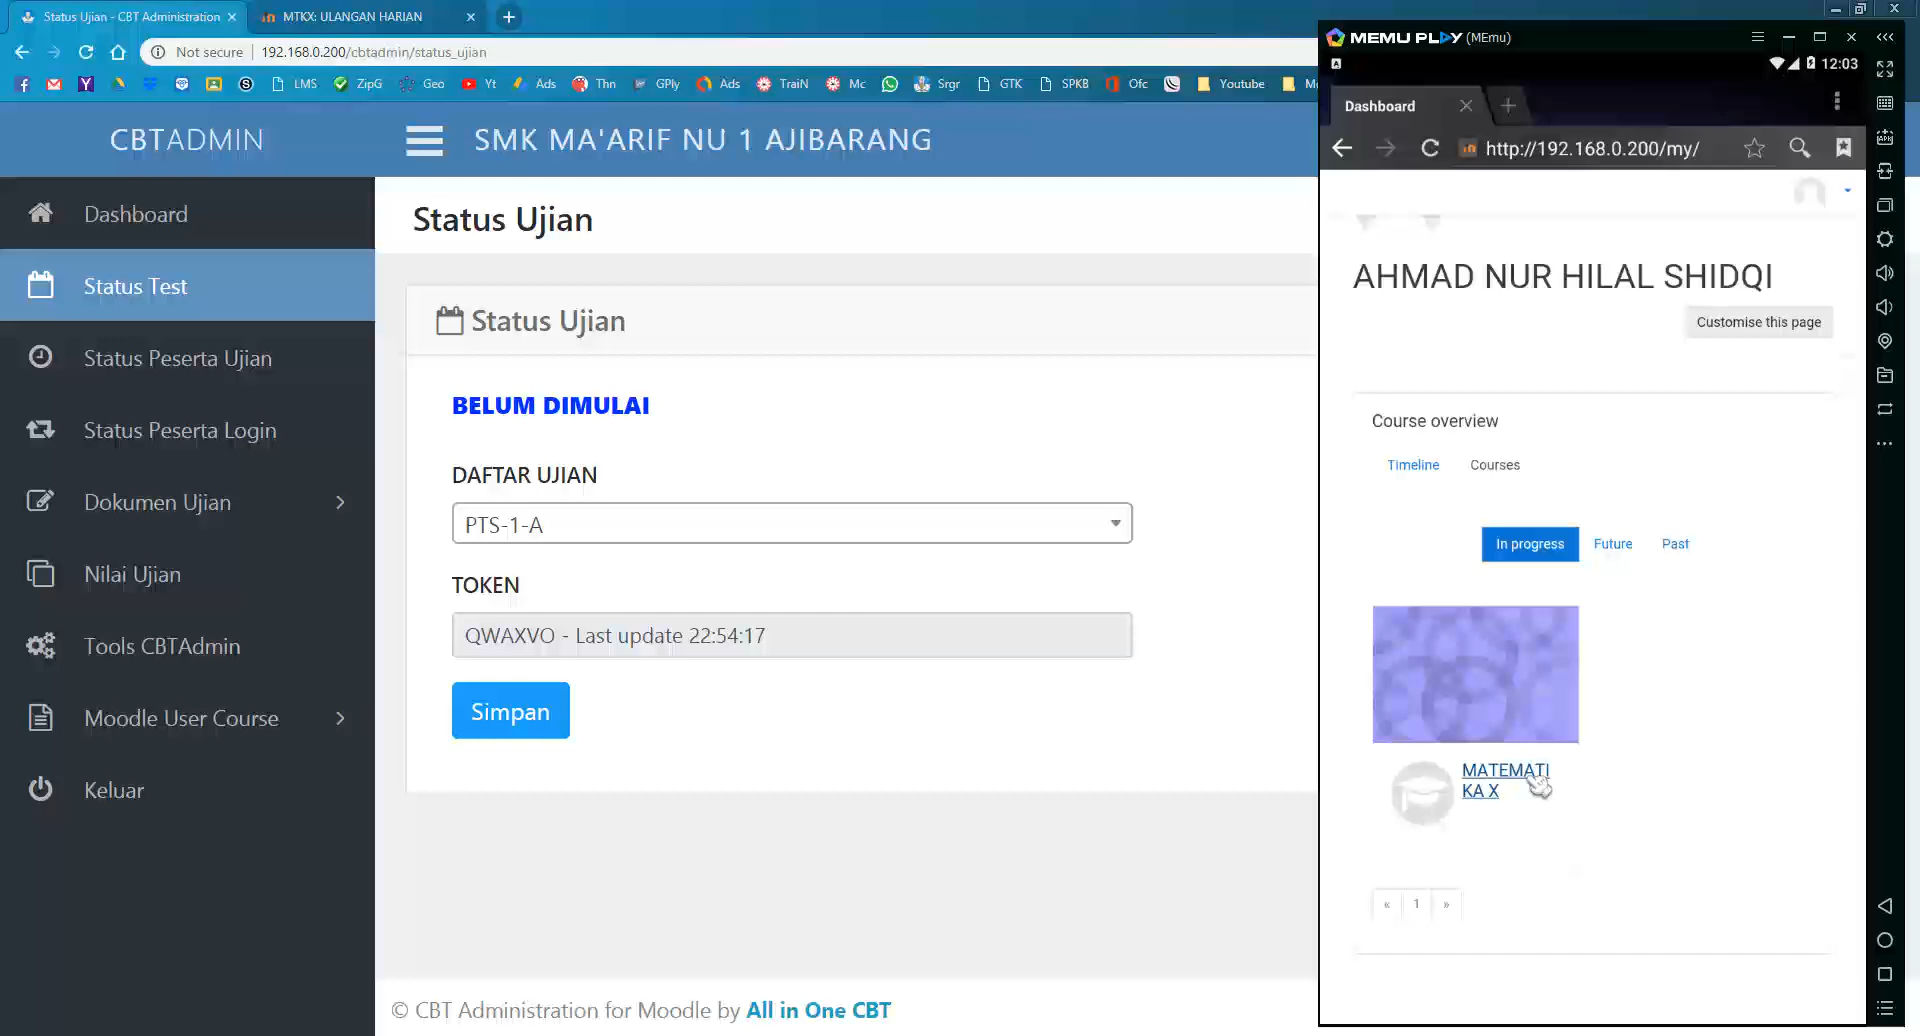 Status Ujian - CBT Administration
MTKX: ULANGAN HARIAN
Not secure
192.168.0.200/cbtadmin/status_ujian
LMS
ZipG
Geo
Yt
Ads
Thn
GPly
Ads
TraiN
Mc
Srgr
GTK
SPKB
Ofc
Youtube
CBTADMIN
SMK MA'ARIF NU 1 AJIBARANG
Dashboard
Status Test
Status Peserta Ujian
Status Peserta Login
Dokumen Ujian
Nilai Ujian
Tools CBTAdmin
Moodle User Course
Keluar
Status Ujian
Status Ujian
BELUM DIMULAI
DAFTAR UJIAN
PTS-1-A
TOKEN
QWAXVO - Last update 22:54:17
Simpan
© CBT Administration for Moodle by All in One CBT
MEMU PLAY (MEmu)
12:03
Dashboard
http://192.168.0.200/my/
AHMAD NUR HILAL SHIDQI
Customise this page
Course overview
Timeline
Courses
In progress
Future
Past
MATEMATI
KA X
« 1 »